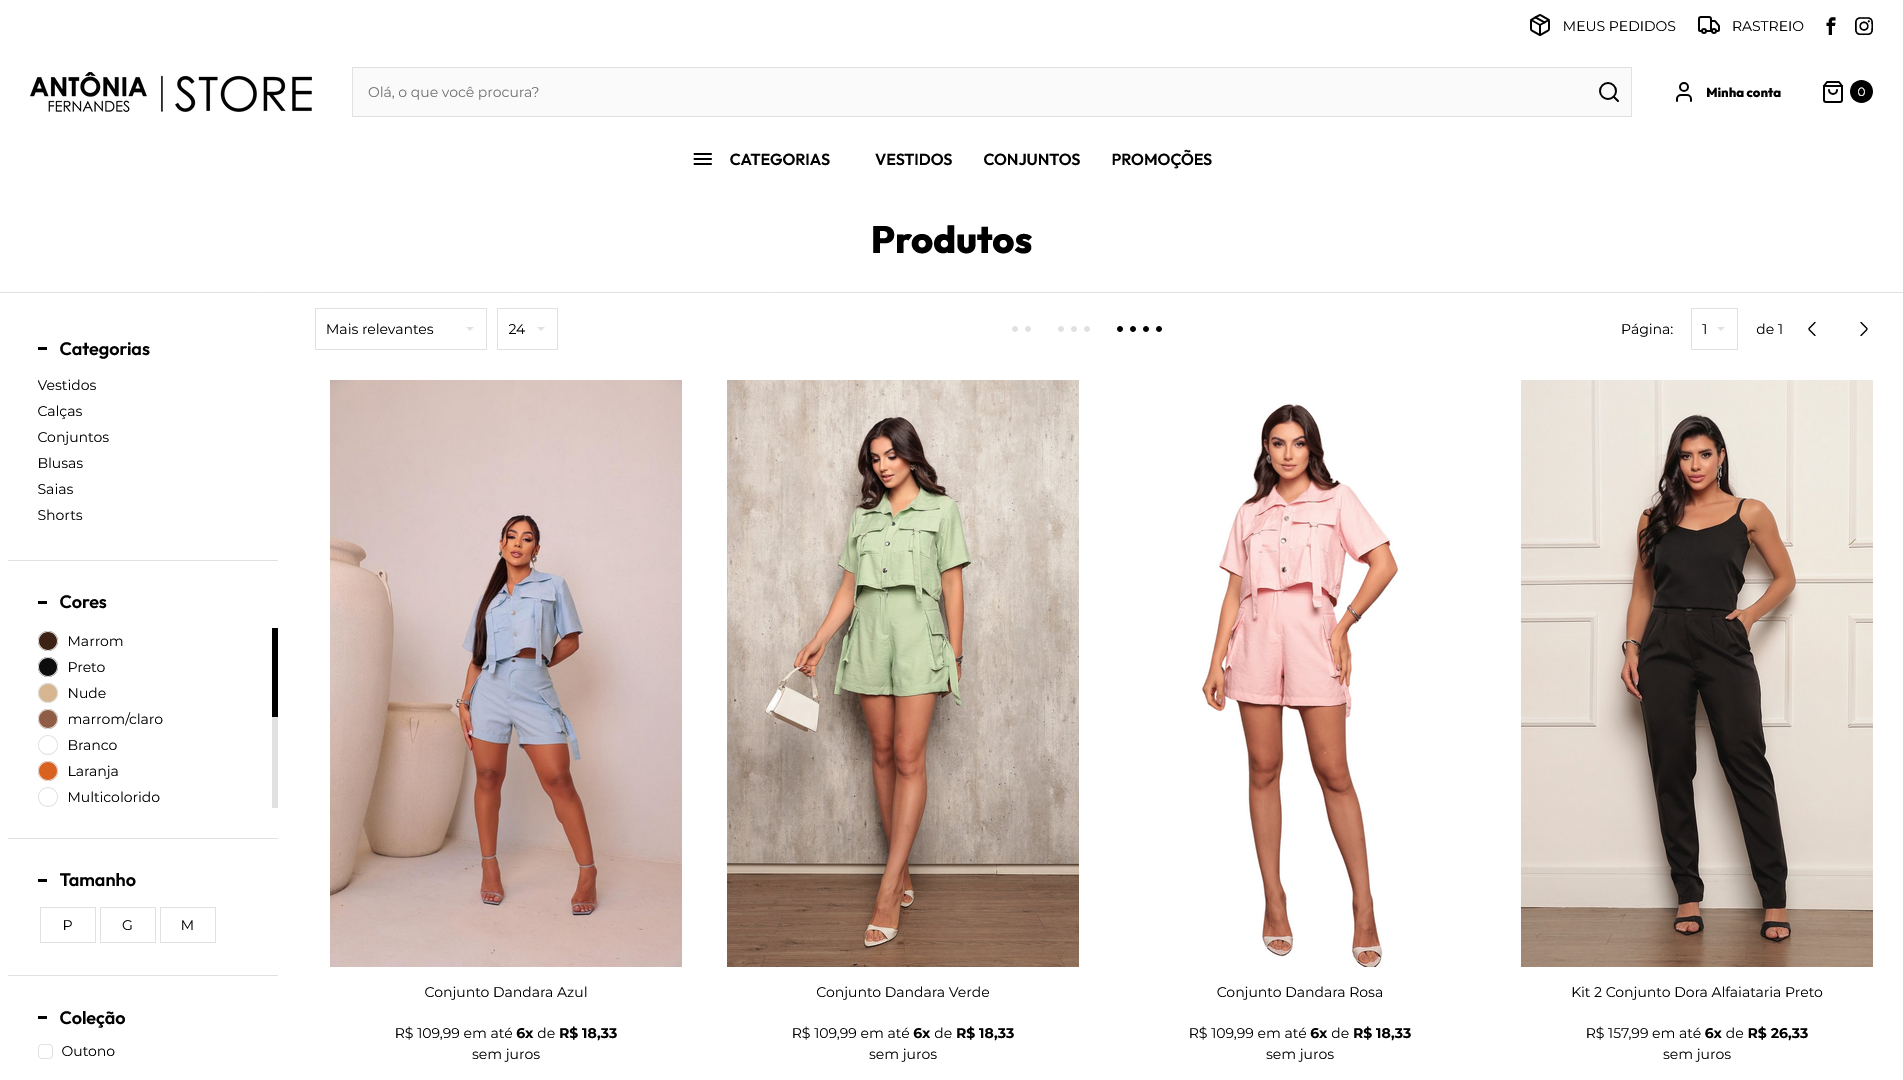 MEUS PEDIDOS
RASTREIO
ANTÔNIA
FERNANDES
STORE
Olá, o que você procura?
Minha conta
0
CATEGORIAS
VESTIDOS
CONJUNTOS
PROMOÇÕES
Produtos
Mais relevantes
24
Página:
1
de 1
Categorias
Vestidos
Calças
Conjuntos
Blusas
Saias
Shorts
Cores
Marrom
Preto
Nude
marrom/claro
Branco
Laranja
Multicolorido
Tamanho
P
G
M
Coleção
Outono
Conjunto Dandara Azul
R$ 109,99 em até 6x de R$ 18,33
sem juros
Conjunto Dandara Verde
R$ 109,99 em até 6x de R$ 18,33
sem juros
Conjunto Dandara Rosa
R$ 109,99 em até 6x de R$ 18,33
sem juros
Kit 2 Conjunto Dora Alfaiataria Preto
R$ 157,99 em até 6x de R$ 26,33
sem juros